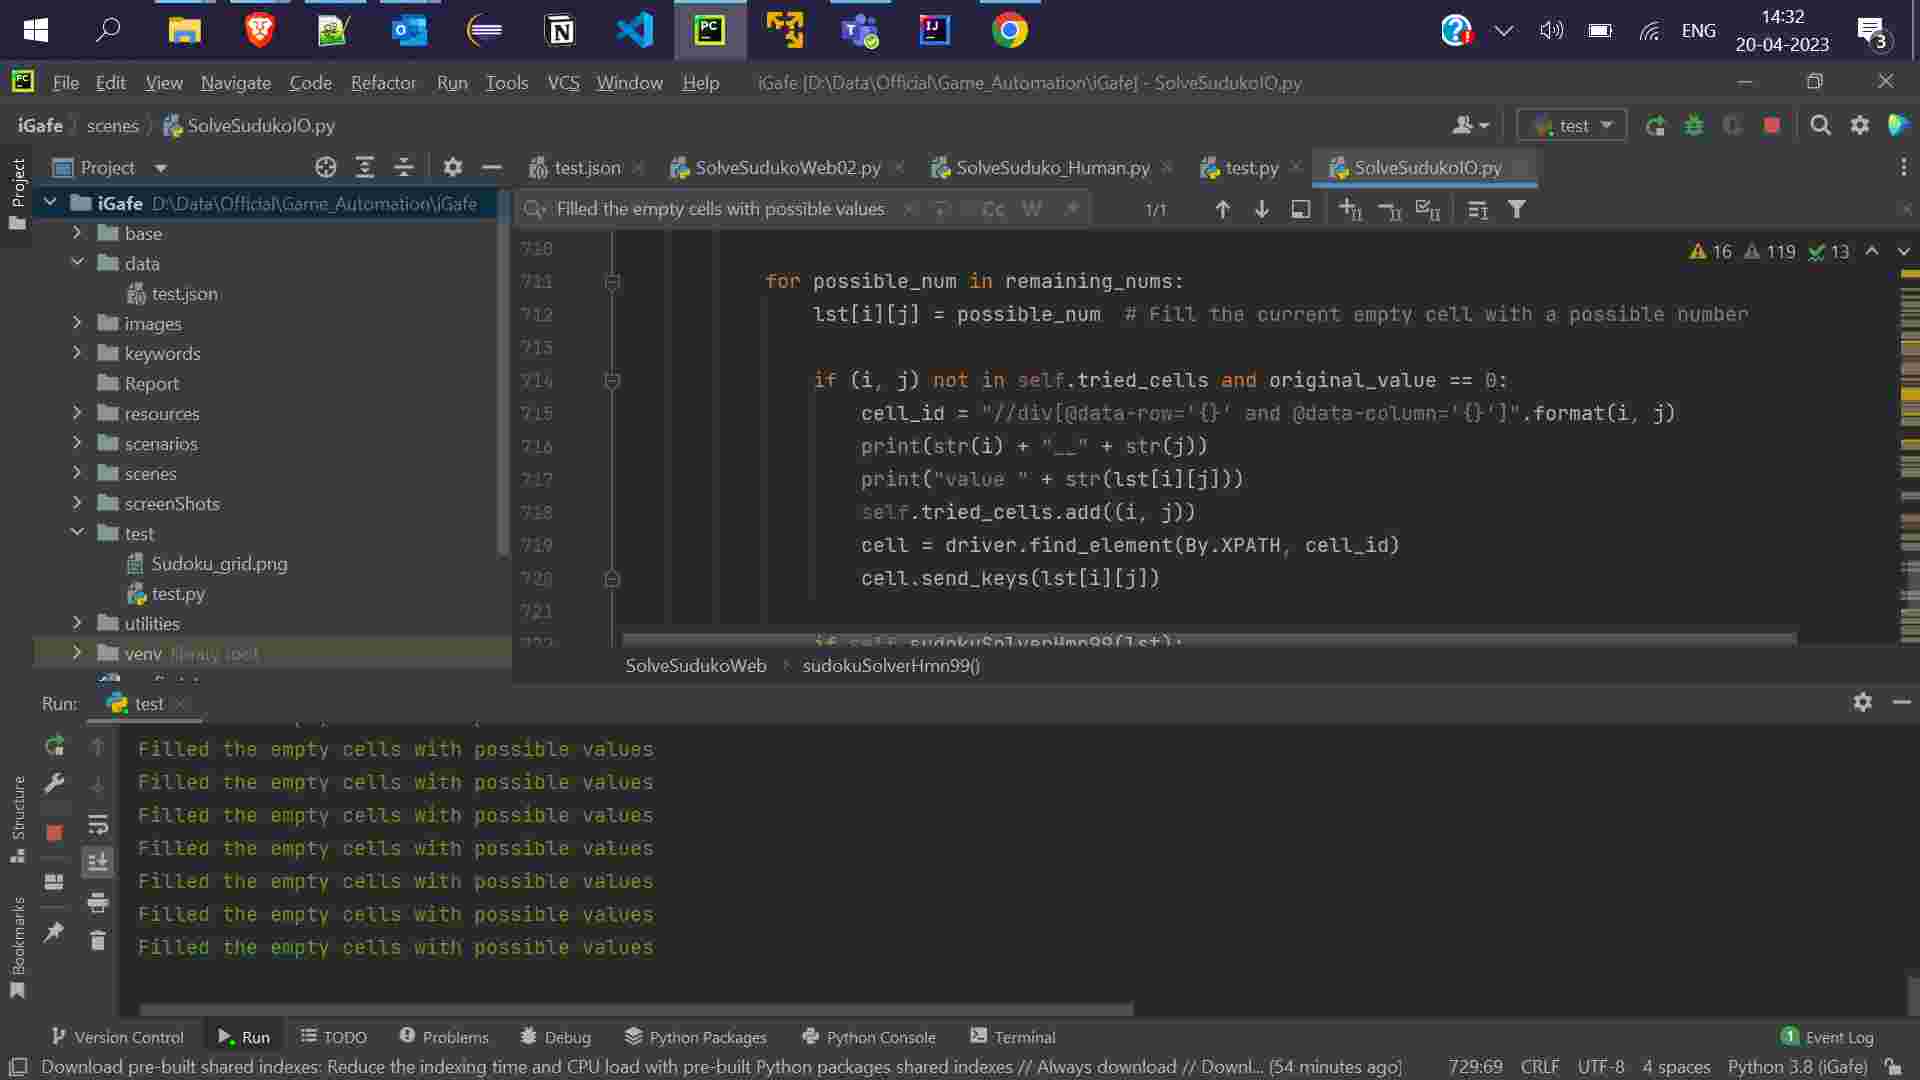 ENG
14:32
20-04-2023
3
File Edit View Navigate Code Refactor Run Tools VCS Window Help iGafe [D:\Data\Official\Game_Automation\iGafe] - SolveSudukoIO.py
iGafe scenes SolveSudukoIO.py
test
Project
test.json SolveSudukoWeb02.py SolveSuduko_Human.py test.py SolveSudukoIO.py
Project
iGafe D:\Data\Official\Game_Automation\iGafe
base
data
test.json
images
keywords
Report
resources
scenarios
scenes
screenShots
test
Sudoku_grid.png
test.py
utilities
venv library root
Filled the empty cells with possible values Cc W 1/1
16 119 13
710
711 for possible_num in remaining_nums:
712 lst[i][j] = possible_num # Fill the current empty cell with a possible number
713
714 if (i, j) not in self.tried_cells and original_value == 0:
715 cell_id = "//div[@data-row='{}' and @data-column='{}']".format(i, j)
716 print(str(i) + "__" + str(j))
717 print("value " + str(lst[i][j]))
718 self.tried_cells.add((i, j))
719 cell = driver.find_element(By.XPATH, cell_id)
720 cell.send_keys(lst[i][j])
721
722 if self.sudokuSolverHmn99(lst):
SolveSudukoWeb sudokuSolverHmn99()
Run: test
Structure
Bookmarks
Filled the empty cells with possible values
Filled the empty cells with possible values
Filled the empty cells with possible values
Filled the empty cells with possible values
Filled the empty cells with possible values
Filled the empty cells with possible values
Filled the empty cells with possible values
Version Control Run TODO Problems Debug Python Packages Python Console Terminal 1 Event Log
Download pre-built shared indexes: Reduce the indexing time and CPU load with pre-built Python packages shared indexes // Always download // Downl... (54 minutes ago) 729:69 CRLF UTF-8 4 spaces Python 3.8 (iGafe)